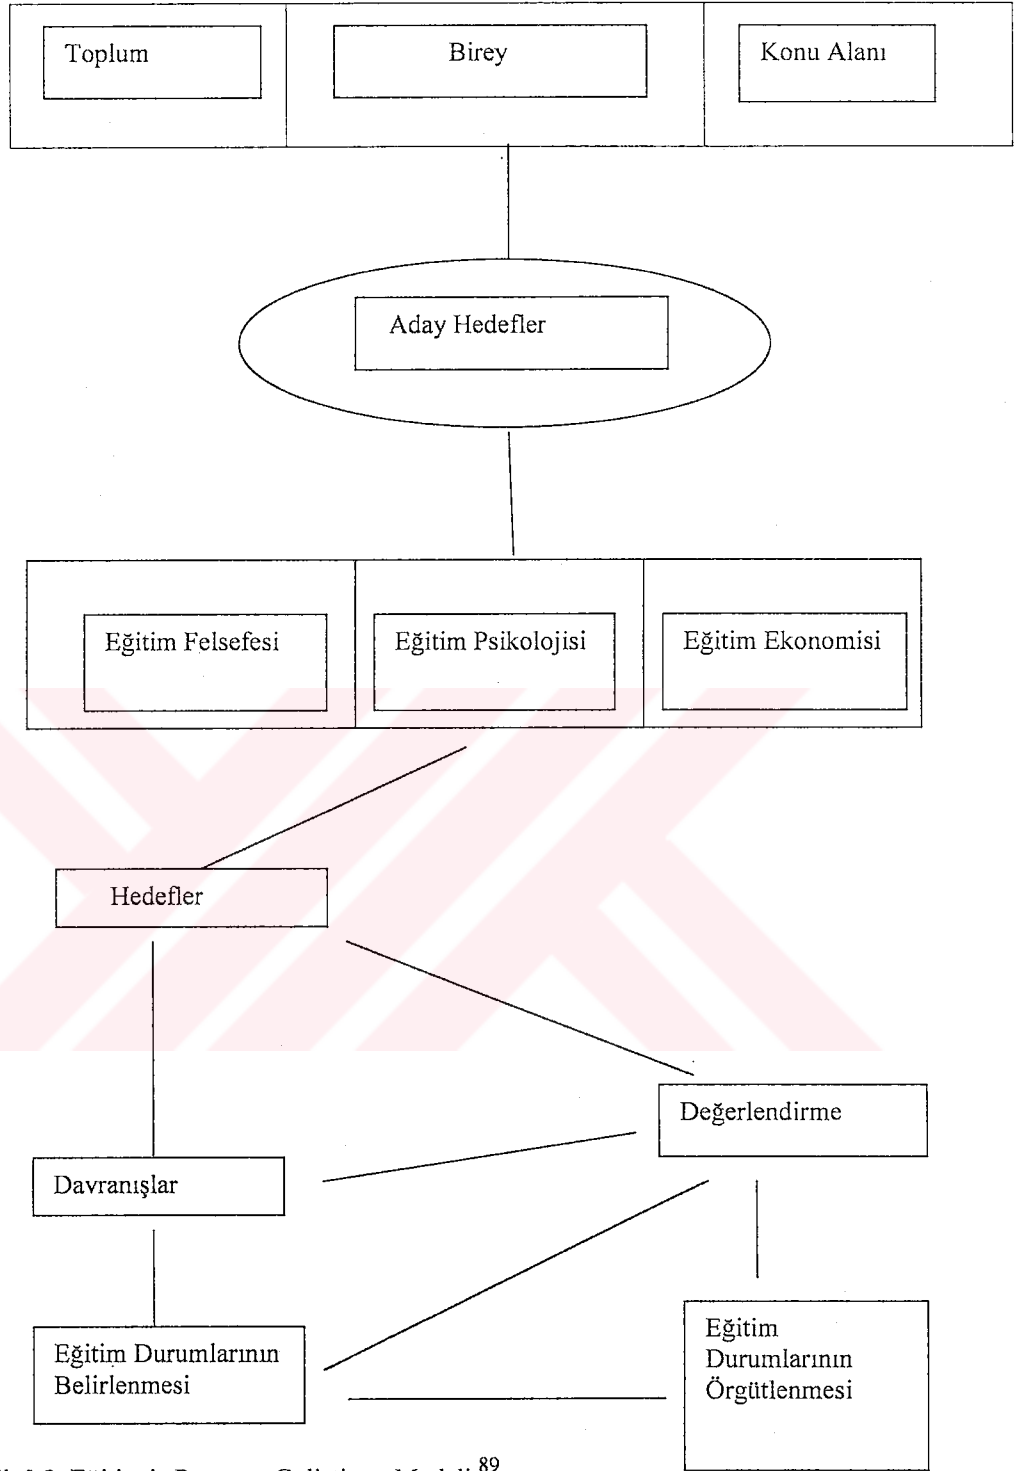 Toplum
Birey
Konu Alanı
Aday Hedefler
Eğitim Felsefesi
Eğitim Psikolojisi
Eğitim Ekonomisi
Hedefler
Değerlendirme
Davranışlar
Eğitim Durumlarının
Belirlenmesi
Eğitim
Durumlarının
Örgütlenmesi
89